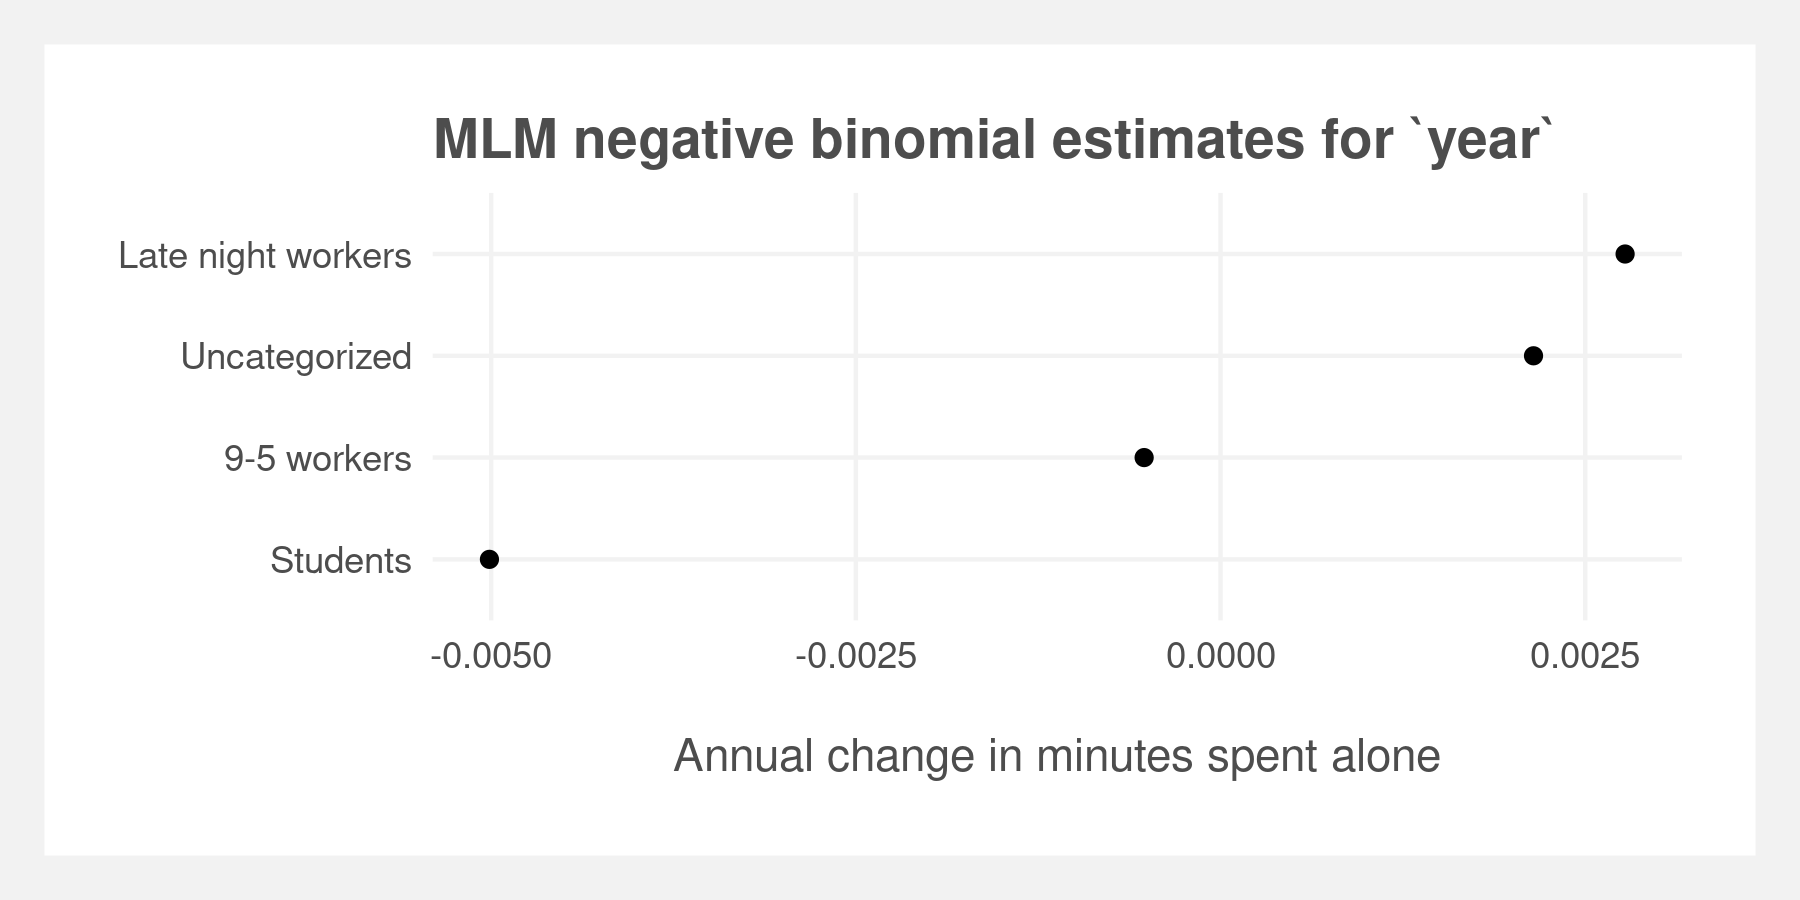 MLM negative binomial estimates for `year`
Late night workers
Uncategorized
9-5 workers
Students
-0.0050 -0.0025 0.0000 0.0025
Annual change in minutes spent alone